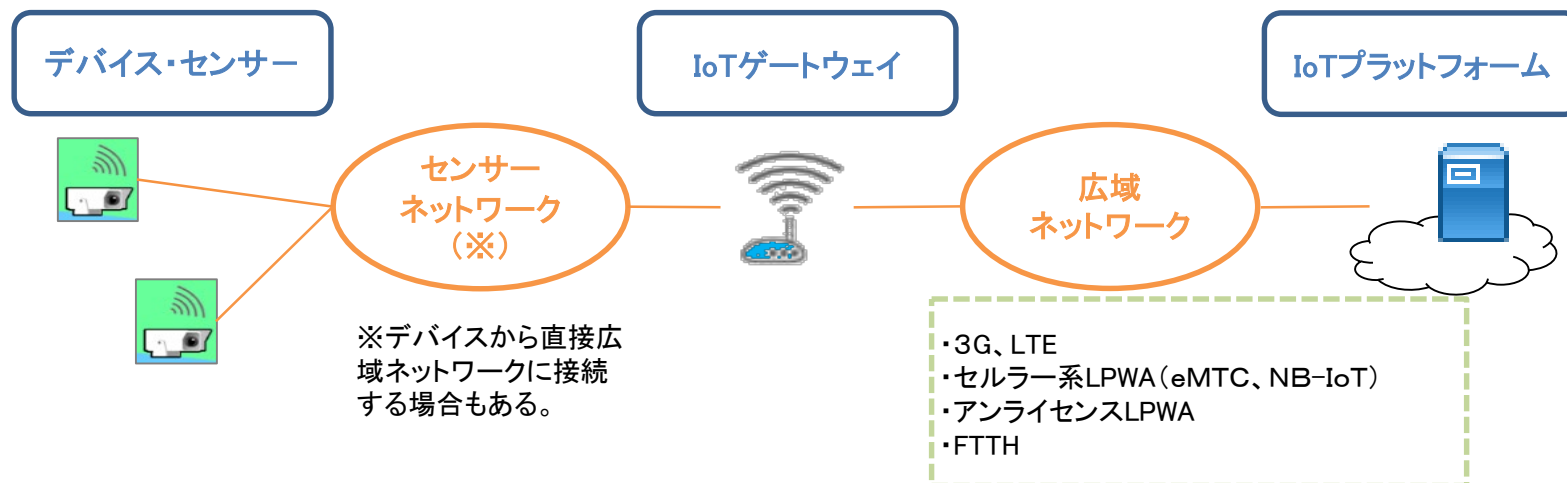 デバイス・センサー
IoTゲートウェイ
IoTプラットフォーム
センサー
ネットワーク
(※)
広域
ネットワーク
※デバイスから直接広
域ネットワークに接続
する場合もある。
・3G、LTE
・セルラー系LPWA(eMTC、NB-IoT)
・アンライセンスLPWA
・FTTH